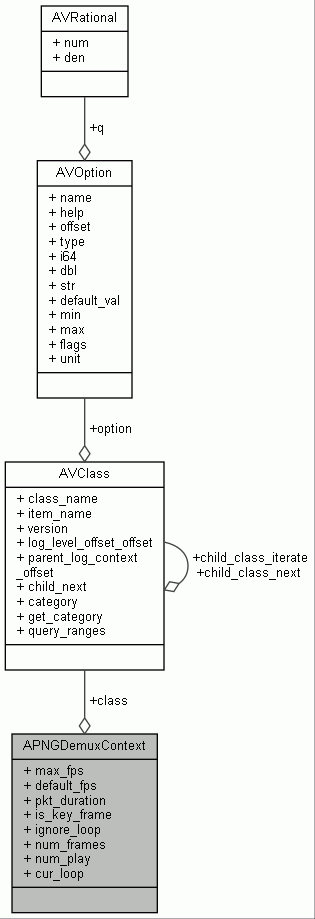 AVRational
+ num
+ den
+q
AVOption
+ name
+ help
+ offset
+ type
+ i64
+ dbl
+ str
+ default_val
+ min
+ max
+ flags
+ unit
+option
AVClass
+ class_name
+ item_name
+ version
+ log_level_offset_offset
+ parent_log_context
_offset
+ child_next
+ category
+ get_category
+ query_ranges
+child_class_iterate
+child_class_next
+class
APNGDemuxContext
+ max_fps
+ default_fps
+ pkt_duration
+ is_key_frame
+ ignore_loop
+ num_frames
+ num_play
+ cur_loop